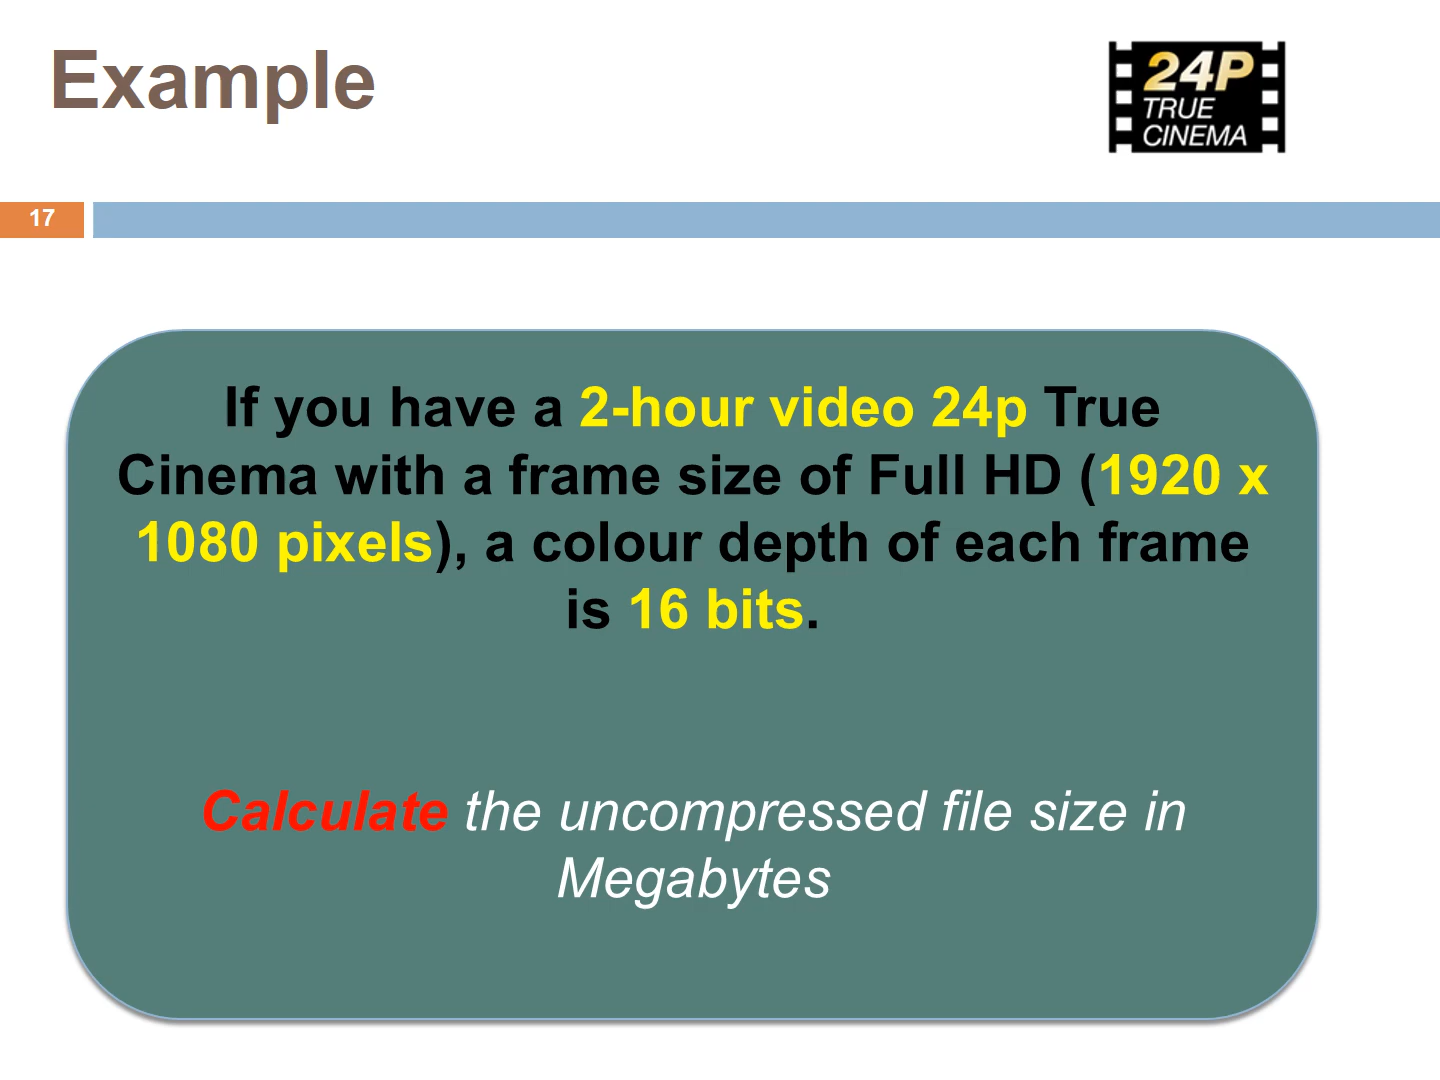 Example
24P
TRUE
CINEMA
17
If you have a 2-hour video 24p True
Cinema with a frame size of Full HD (1920 x
1080 pixels), a colour depth of each frame
is 16 bits.
Calculate the uncompressed file size in
Megabytes